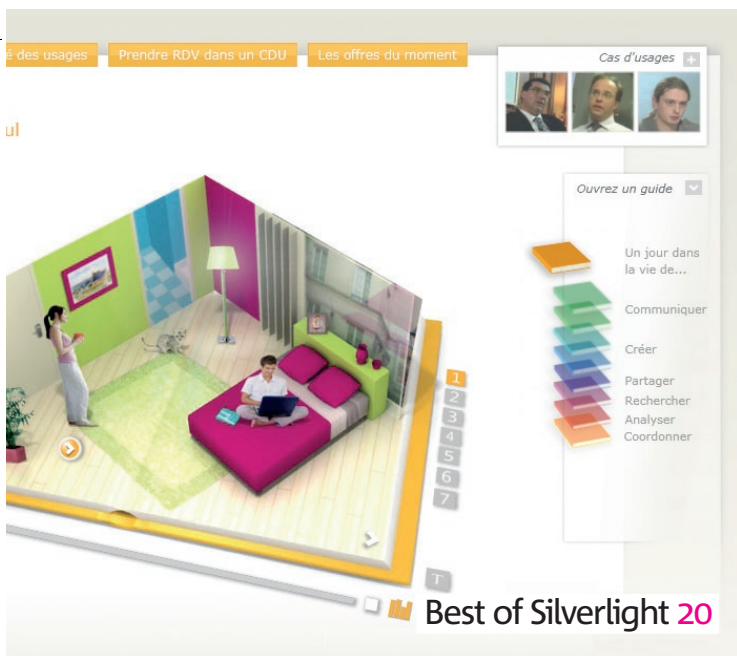 é des usages
Prendre RDV dans un CDU
Les offres du moment
Cas d'usages
ul
Ouvrez un guide
Un jour dans
la vie de...
Communiquer
Créer
Partager
Rechercher
Analyser
Coordonner
1
2
3
4
5
6
7
T
Best of Silverlight 20